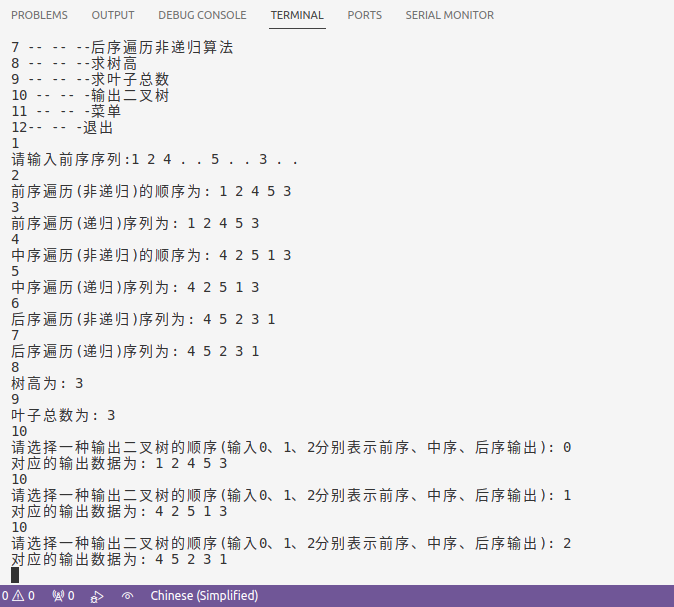 PROBLEMS OUTPUT DEBUG CONSOLE TERMINAL PORTS SERIAL MONITOR
7 -- -- --后序遍历非递归算法
8 -- -- --求树高
9 -- -- --求叶子总数
10 -- -- -输出二叉树
11 -- -- -菜单
12-- -- -退出
1
请输入前序序列:1 2 4 . . 5 . . 3 . .
2
前序遍历(非递归)的顺序为: 1 2 4 5 3
3
前序遍历(递归)序列为: 1 2 4 5 3
4
中序遍历(非递归)的顺序为: 4 2 5 1 3
5
中序遍历(递归)序列为: 4 2 5 1 3
6
后序遍历(非递归)序列为: 4 5 2 3 1
7
后序遍历(递归)序列为: 4 5 2 3 1
8
树高为: 3
9
叶子总数为: 3
10
请选择一种输出二叉树的顺序(输入0、1、2分别表示前序、中序、后序输出): 0
对应的输出数据为: 1 2 4 5 3
10
请选择一种输出二叉树的顺序(输入0、1、2分别表示前序、中序、后序输出): 1
对应的输出数据为: 4 2 5 1 3
10
请选择一种输出二叉树的顺序(输入0、1、2分别表示前序、中序、后序输出): 2
对应的输出数据为: 4 5 2 3 1
0 0 0 Chinese (Simplified)